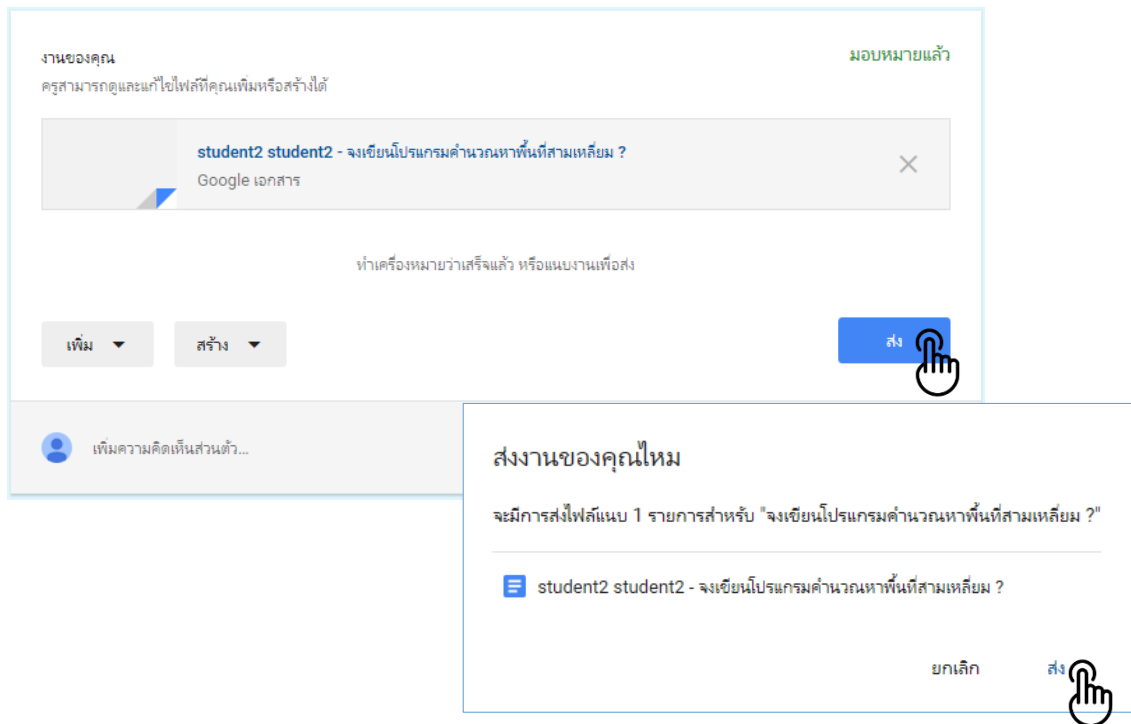 งานของคุณ
มอบหมายแล้ว
ครูสามารถดูและแก้ไขไฟล์ที่คุณเพิ่มหรือสร้างได้
student2 student2 - จงเขียนโปรแกรมคำนวณหาพื้นที่สามเหลี่ยม ?
Google เอกสาร
ทำเครื่องหมายว่าเสร็จแล้ว หรือแนบงานเพื่อส่ง
เพิ่ม
สร้าง
ส่ง
เพิ่มความคิดเห็นส่วนตัว...
ส่งงานของคุณไหม
จะมีการส่งไฟล์แนบ 1 รายการสำหรับ "จงเขียนโปรแกรมคำนวณหาพื้นที่สามเหลี่ยม ?"
student2 student2 - จงเขียนโปรแกรมคำนวณหาพื้นที่สามเหลี่ยม ?
ยกเลิก
ส่ง